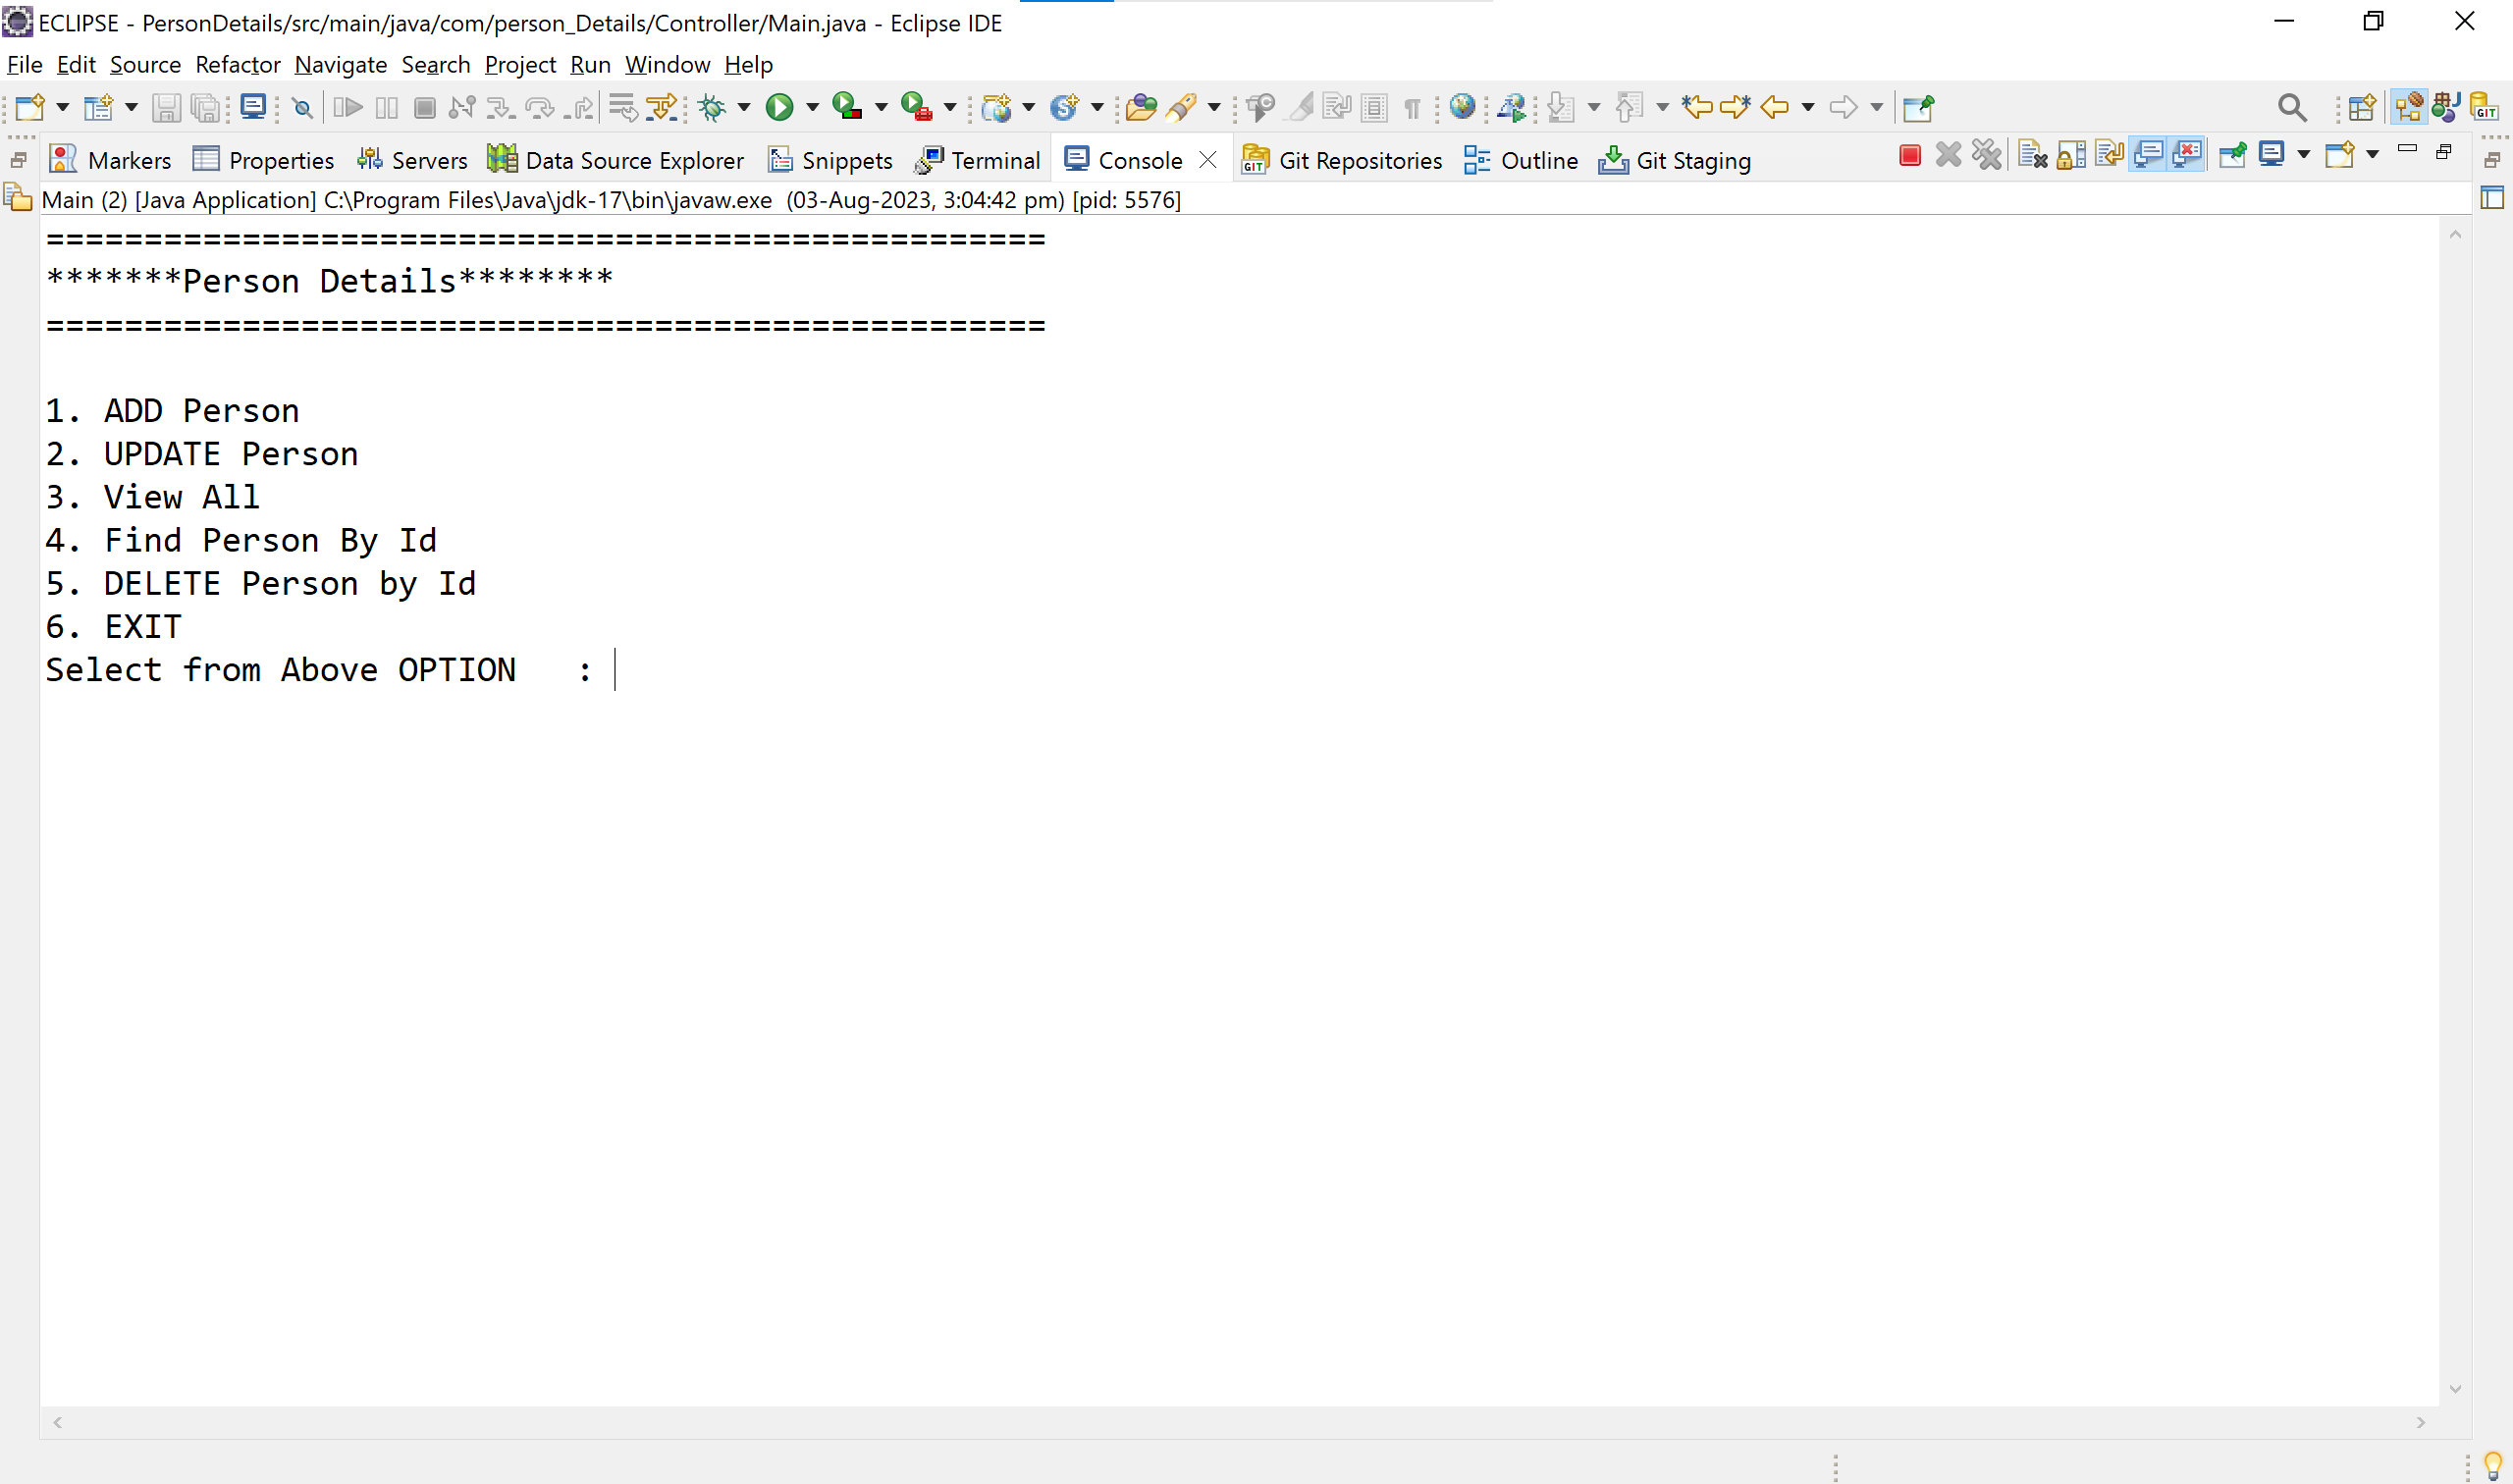 ECLIPSE - PersonDetails/src/main/java/com/person_Details/Controller/Main.java - Eclipse IDE
File Edit Source Refactor Navigate Search Project Run Window Help
Markers Properties Servers Data Source Explorer Snippets Terminal Console Git Repositories Outline Git Staging
Main (2) [Java Application] C:\Program Files\Java\jdk-17\bin\javaw.exe (03-Aug-2023, 3:04:42 pm) [pid: 5576]
===================================================
*******Person Details********
===================================================
1. ADD Person
2. UPDATE Person
3. View All
4. Find Person By Id
5. DELETE Person by Id
6. EXIT
Select from Above OPTION   :